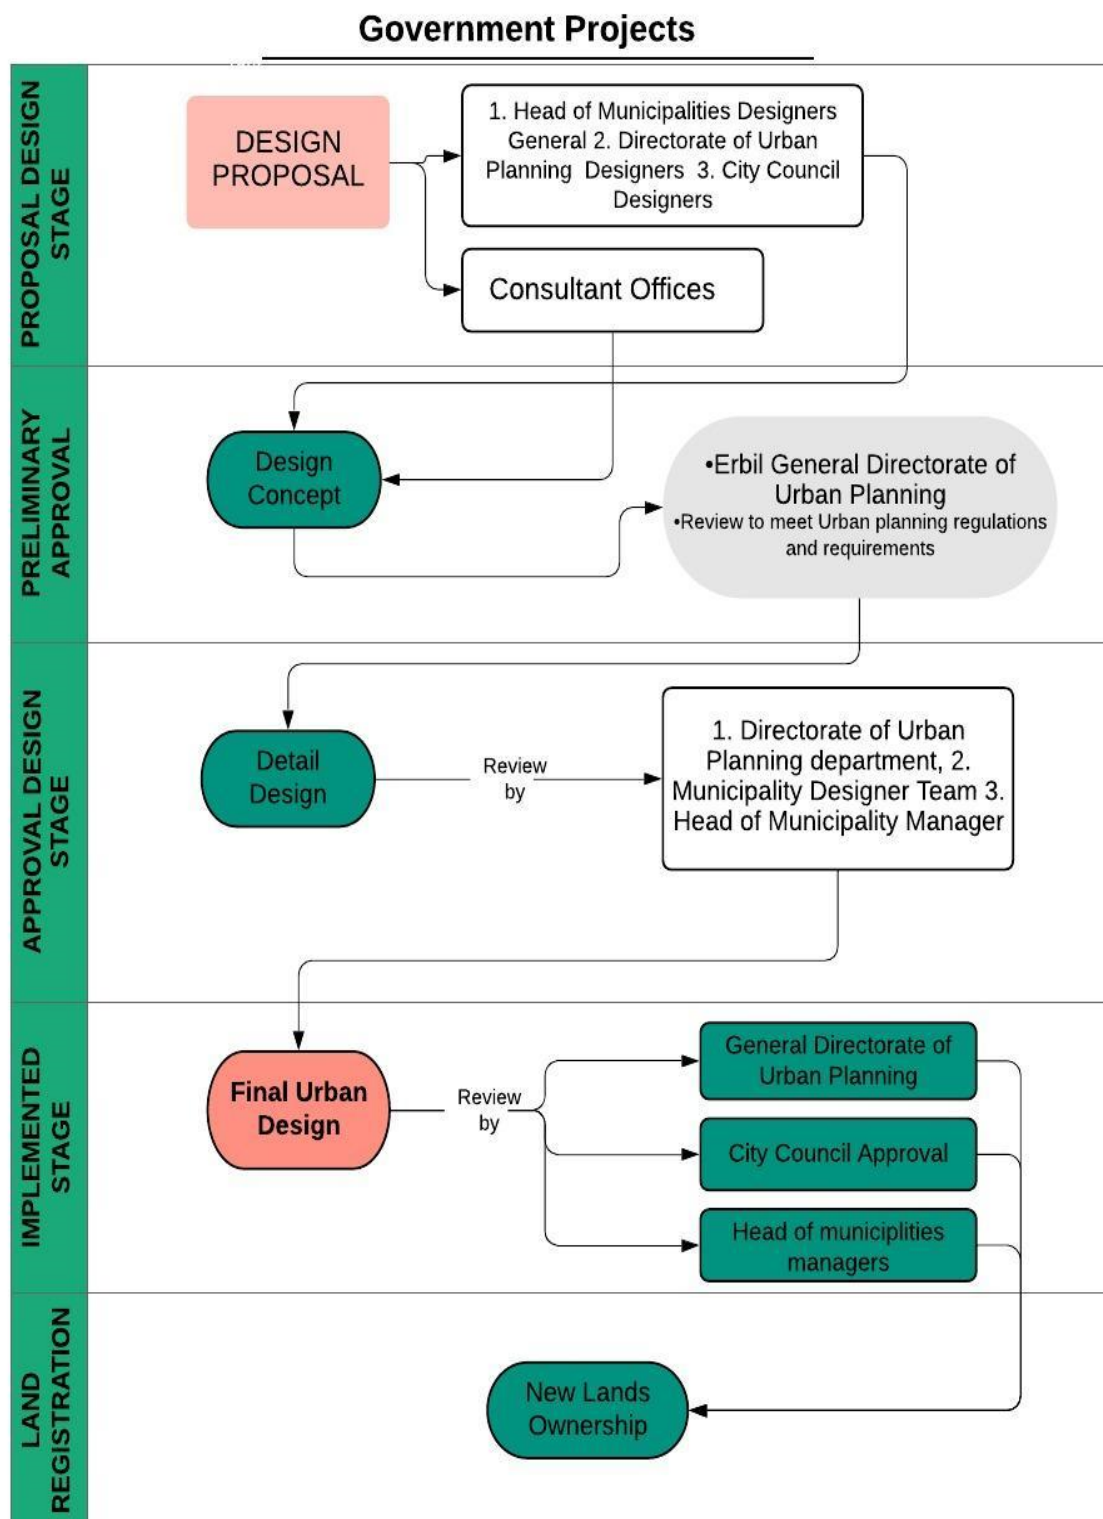 Government Projects
PROPOSAL DESIGN
STAGE
DESIGN
PROPOSAL
1. Head of Municipalities Designers
General 2. Directorate of Urban
Planning Designers 3. City Council
Designers
Consultant Offices
PRELIMINARY
APPROVAL
Design
Concept
•Erbil General Directorate of
Urban Planning
•Review to meet Urban planning regulations
and requirements
APPROVAL DESIGN
STAGE
Detail
Design
Review
by
1. Directorate of Urban
Planning department, 2.
Municipality Designer Team 3.
Head of Municipality Manager
IMPLEMENTED
STAGE
Final Urban
Design
Review
by
General Directorate of
Urban Planning
City Council Approval
Head of municiplities
managers
LAND
REGISTRATION
New Lands
Ownership